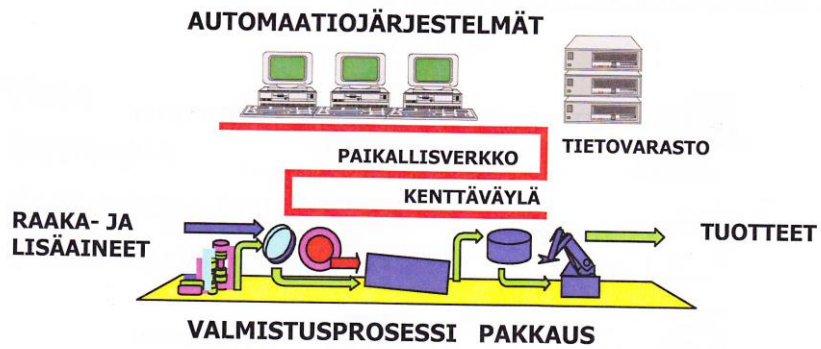 AUTOMAATIOJÄRJESTELMÄT
TIETOVARASTO
PAIKALLISVERKKO
KENTTÄVÄYLÄ
RAAKA- JA
LISÄAINEET
TUOTTEET
VALMISTUSPROSESSI PAKKAUS